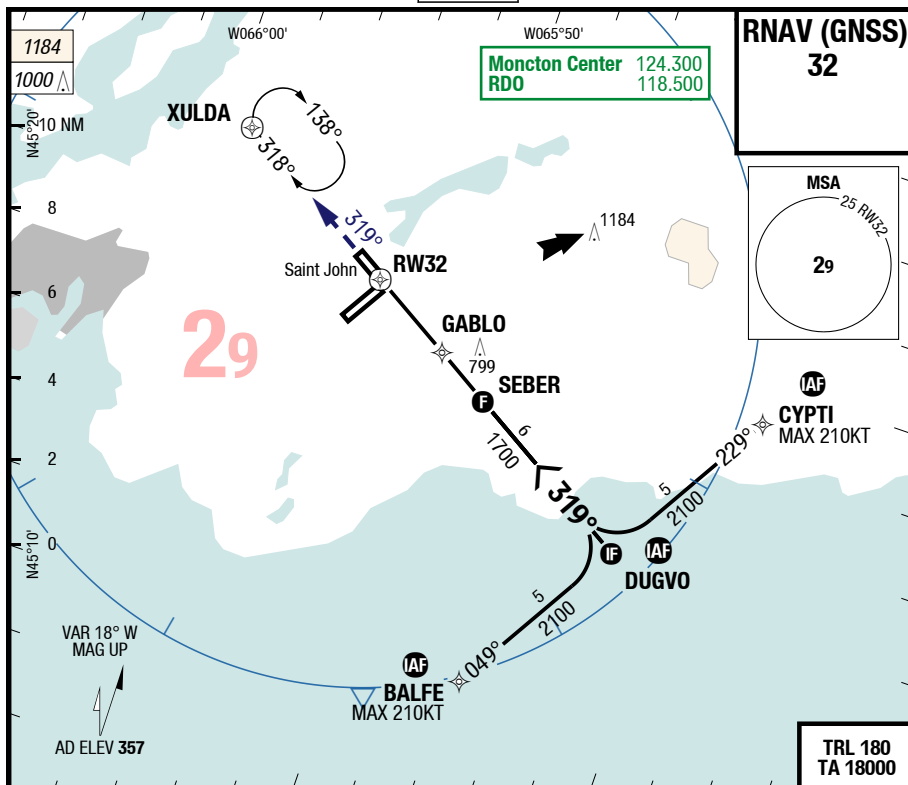 1184
1000
W066°00'
W065°50'
Moncton Center 124.300
RDO 118.500
RNAV (GNSS)
32
N45°20'
10 NM
XULDA
138°
318°
MSA
25 RW32
29
8
319°
1184
Saint John
RW32
6
29
GABLO
799
4
SEBER
F
IAF
CYPTI
MAX 210KT
6
1700
229°
2
5
2100
319°
N45°10'
0
IF
IAF
DUGVO
5
2100
VAR 18° W
MAG UP
049°
IAF
BALFE
MAX 210KT
AD ELEV 357
TRL 180
TA 18000